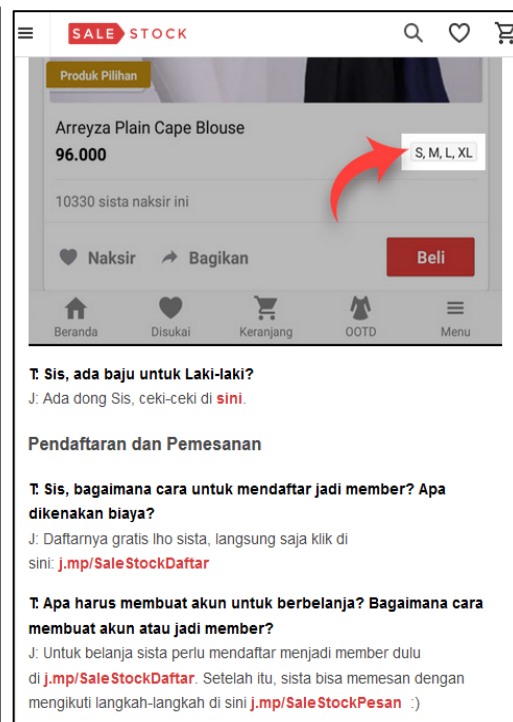 SALE STOCK
Produk Pilihan
Arreyza Plain Cape Blouse
96.000
S, M, L, XL
10330 sista naksir ini
Naksir
Bagikan
Beli
Beranda
Disukai
Keranjang
OOTD
Menu
T: Sis, ada baju untuk Laki-laki?
J: Ada dong Sis, ceki-ceki di sini.
Pendaftaran dan Pemesanan
T: Sis, bagaimana cara untuk mendaftar jadi member? Apa
dikenakan biaya?
J: Daftarnya gratis lho sista, langsung saja klik di
sini: j.mp/SaleStockDaftar
T: Apa harus membuat akun untuk berbelanja? Bagaimana cara
membuat akun atau jadi member?
J: Untuk belanja sista perlu mendaftar menjadi member dulu
di j.mp/SaleStockDaftar. Setelah itu, sista bisa memesan dengan
mengikuti langkah-langkah di sini j.mp/SaleStockPesan :)